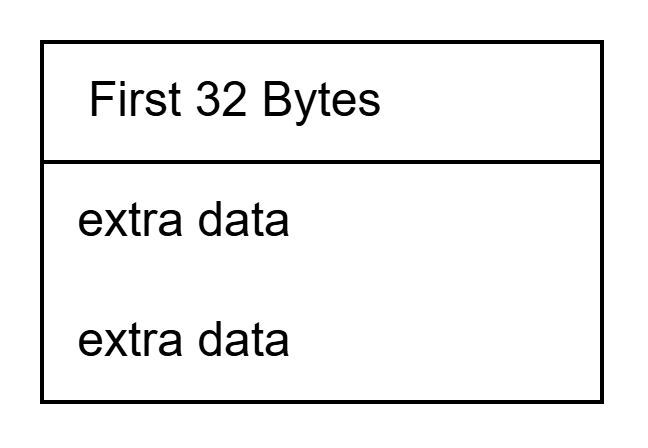 First 32 Bytes
extra data
extra data